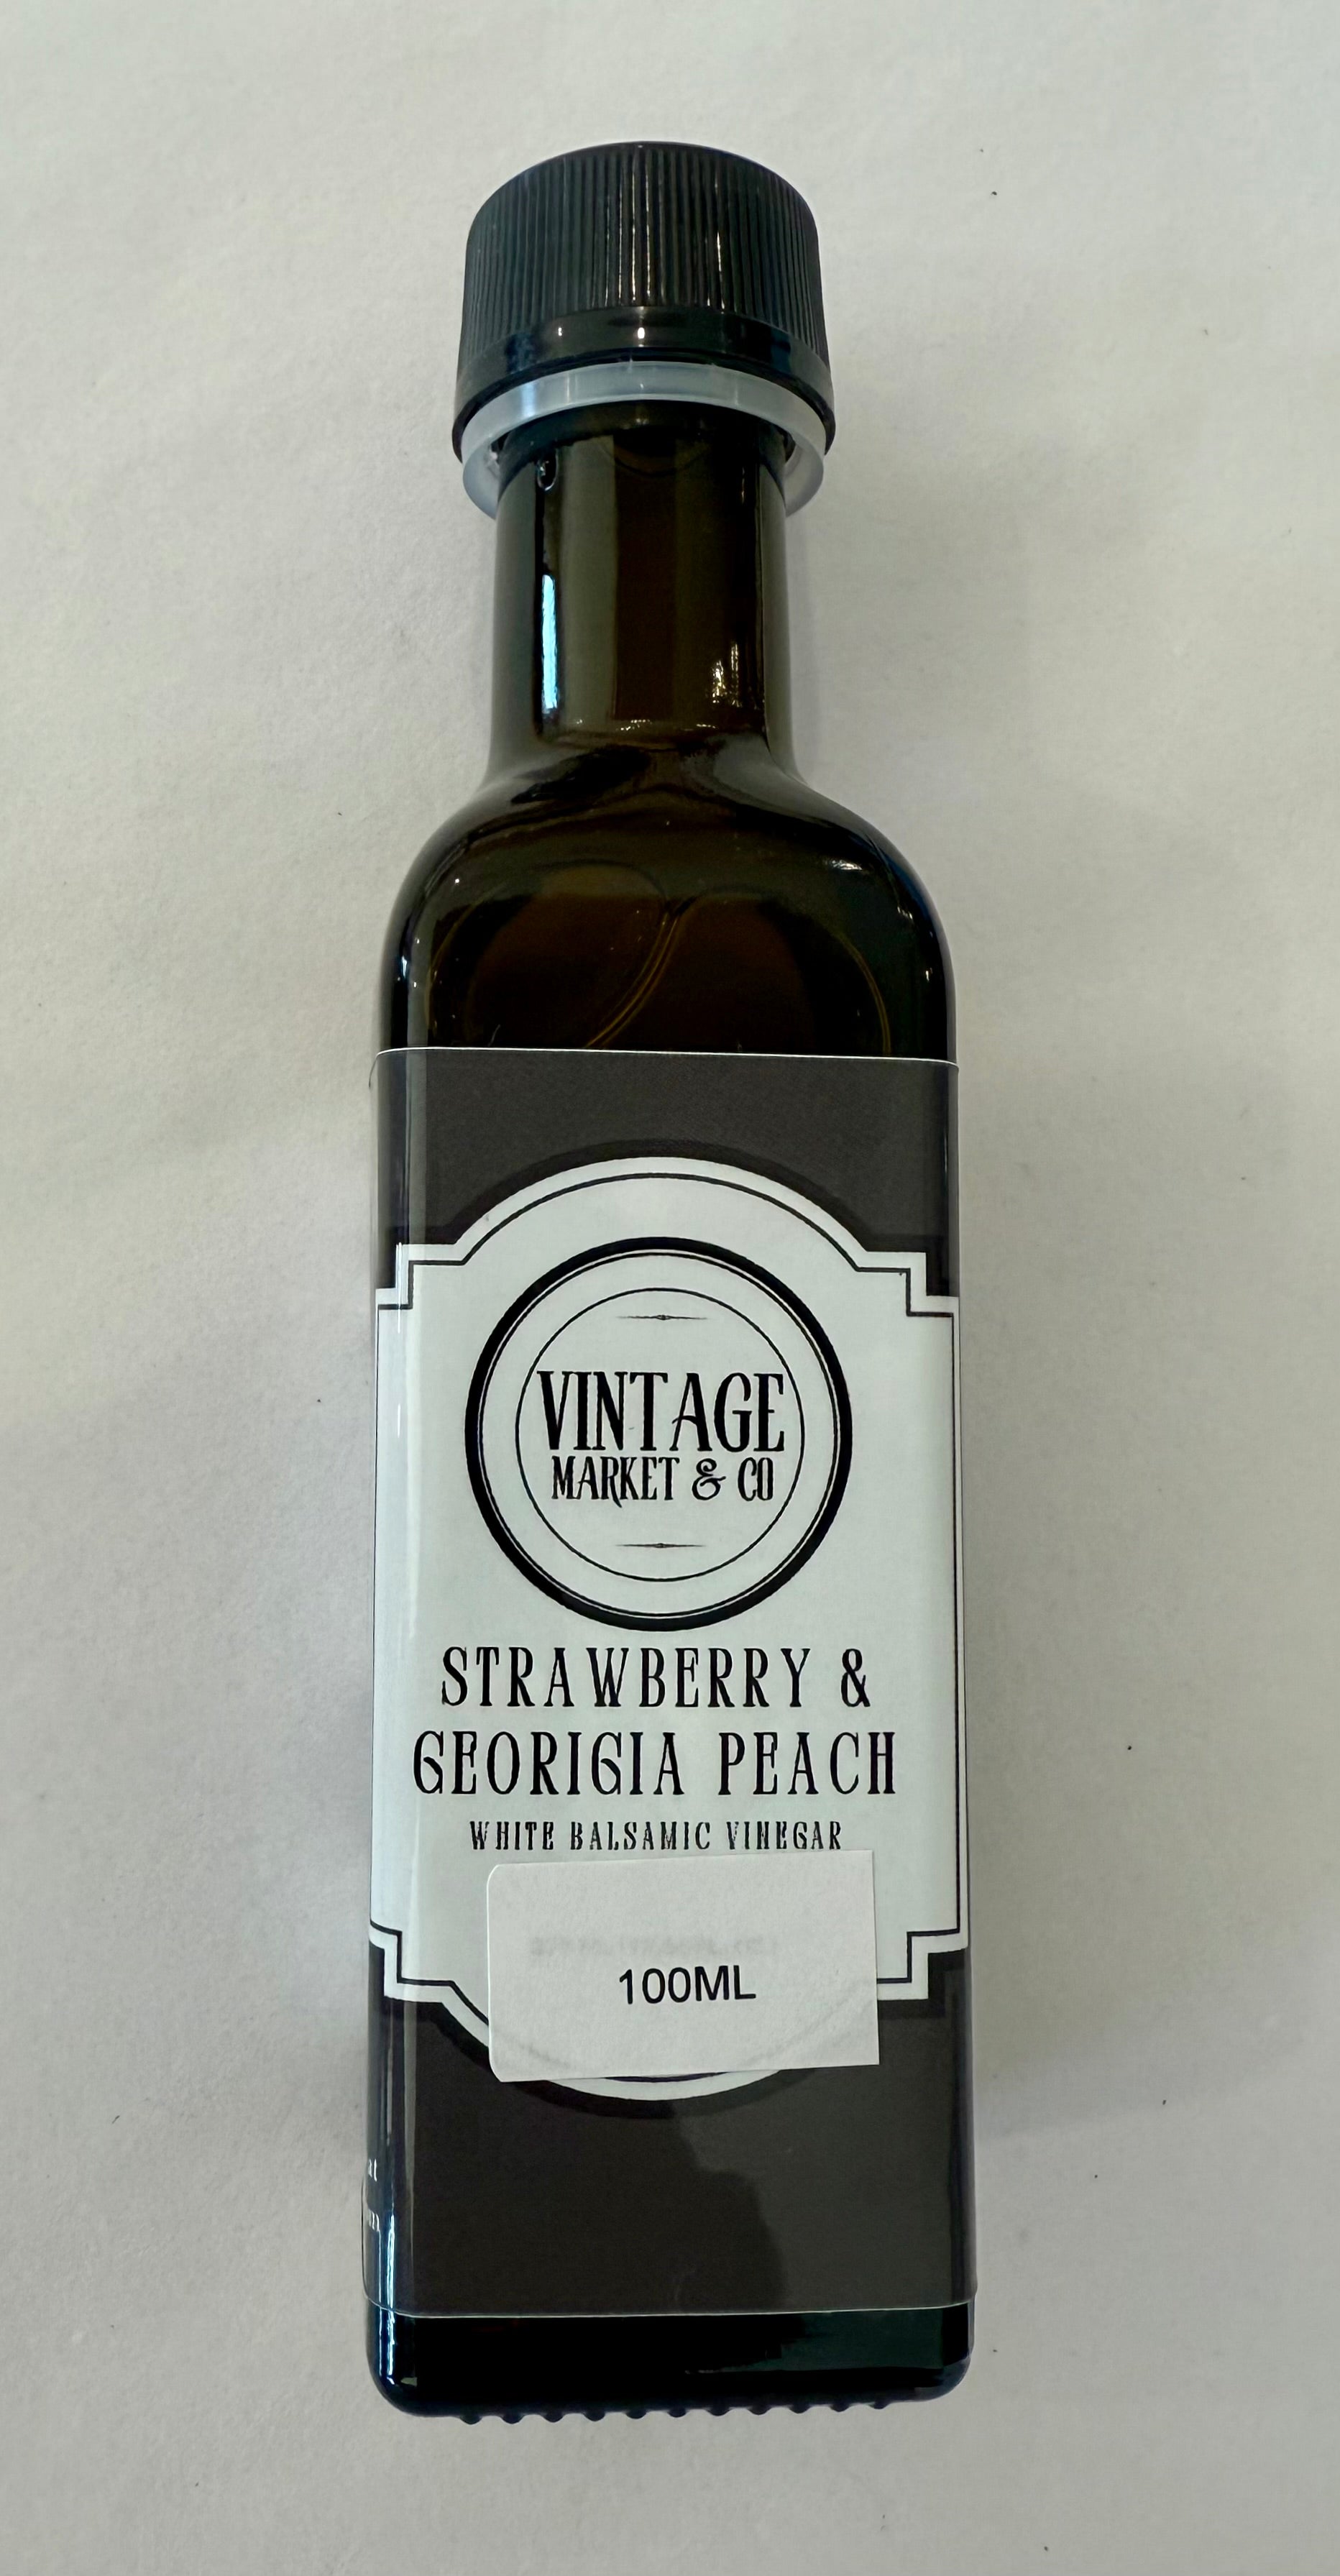 VINTAGE
MARKET & CO
STRAWBERRY &
GEORIGIA PEACH
WHITE BALSAMIC VINEGAR
100ML